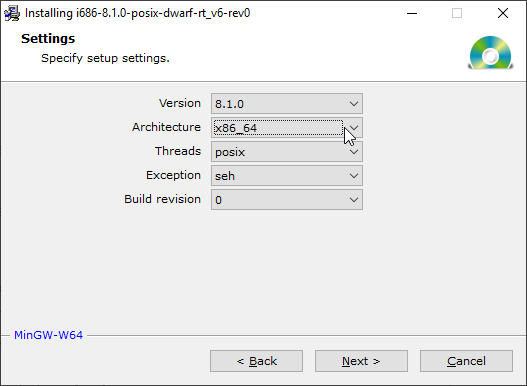 Installing i686-8.1.0-posix-dwarf-rt_v6-rev0
Settings
Specify setup settings.
Version 8.1.0
Architecture x86_64
Threads posix
Exception seh
Build revision 0
MinGW-W64
< Back Next > Cancel